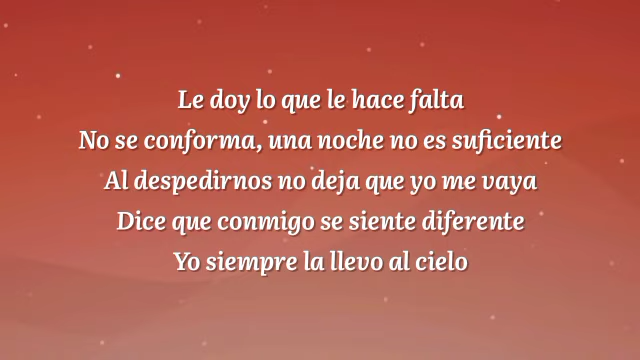 Le doy lo que le hace falta
No se conforma, una noche no es suficiente
Al despedirnos no deja que yo me vaya
Dice que conmigo se siente diferente
Yo siempre la llevo al cielo